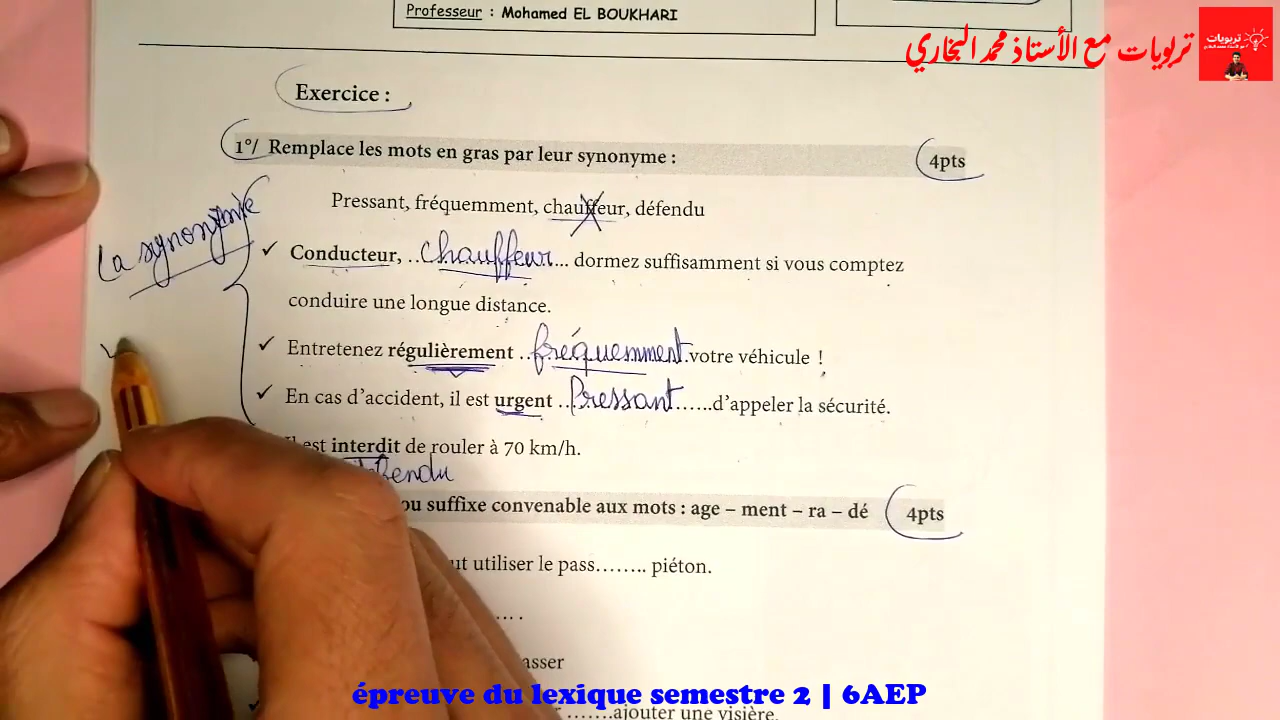 Professeur : Mohamed EL BOUKHARI
تربويات مع الأستاذ محمد البخاري
تربويات
Exercice :
1°/ Remplace les mots en gras par leur synonyme :
4pts
Pressant, fréquemment, chauffeur, défendu
La synonymie
✓ Conducteur, ..chauffeur... dormez suffisamment si vous comptez
conduire une longue distance.
✓ Entretenez régulièrement ..fréquemment.votre véhicule !
✓ En cas d'accident, il est urgent ..Pressant......d'appeler la sécurité.
est interdit de rouler à 70 km/h.
fendu
ou suffixe convenable aux mots : age – ment – ra – dé
4pts
ut utiliser le pass........ piéton.
.... .
asser
.......ajouter une visière.
épreuve du lexique semestre 2 | 6AEP